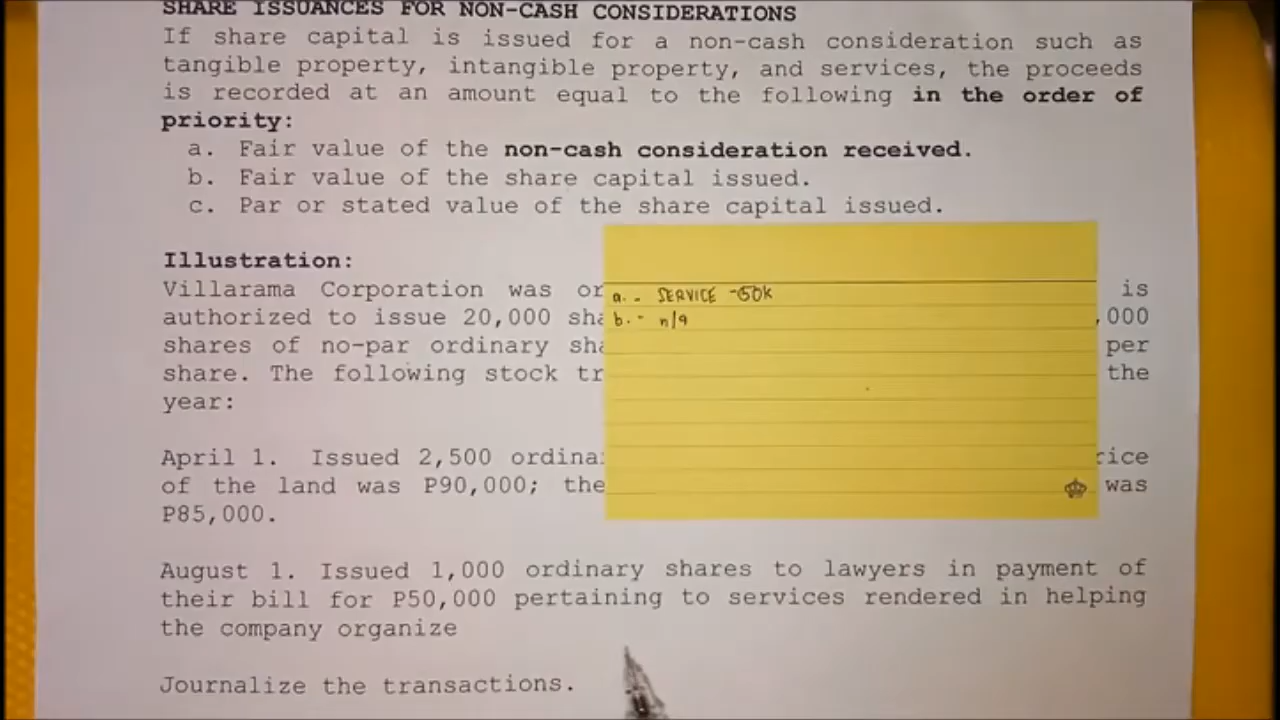 SHARE ISSUANCES FOR NON-CASH CONSIDERATIONS
If share capital is issued for a non-cash consideration such as
tangible property, intangible property, and services, the proceeds
is recorded at an amount equal to the following in the order of
priority:
a. Fair value of the non-cash consideration received.
b. Fair value of the share capital issued.
c. Par or stated value of the share capital issued.
Illustration:
Villarama Corporation was is
authorized to issue 20,000 ,000
shares of no-par ordinary per
share. The following stock the
year:
a. - SERVICE - 50K
b. - n/a
April 1. Issued 2,500
of the land was P90,000; the was
P85,000.
August 1. Issued 1,000 ordinary shares to lawyers in payment of
their bill for P50,000 pertaining to services rendered in helping
the company organize
Journalize the transactions.